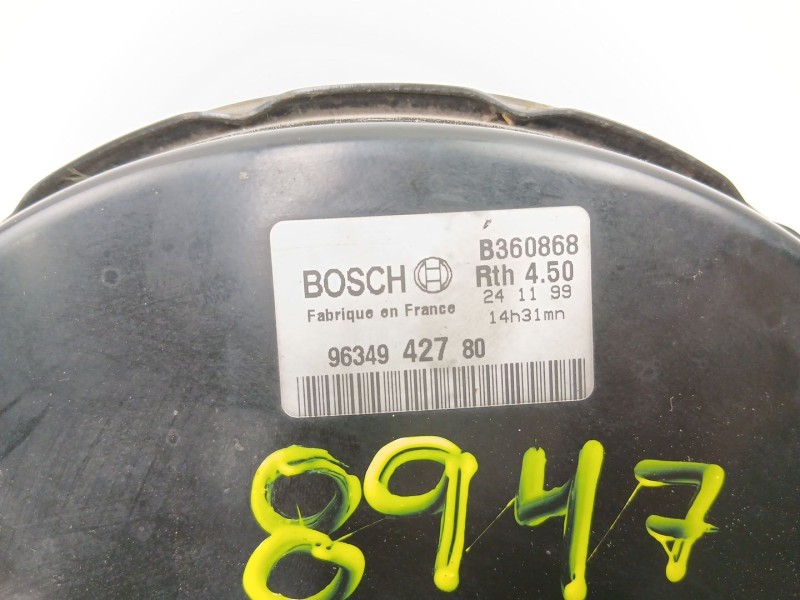 B360868
BOSCH Rth 4.50
24 11 99
Fabrique en France 14h31mn
96349 427 80
8947